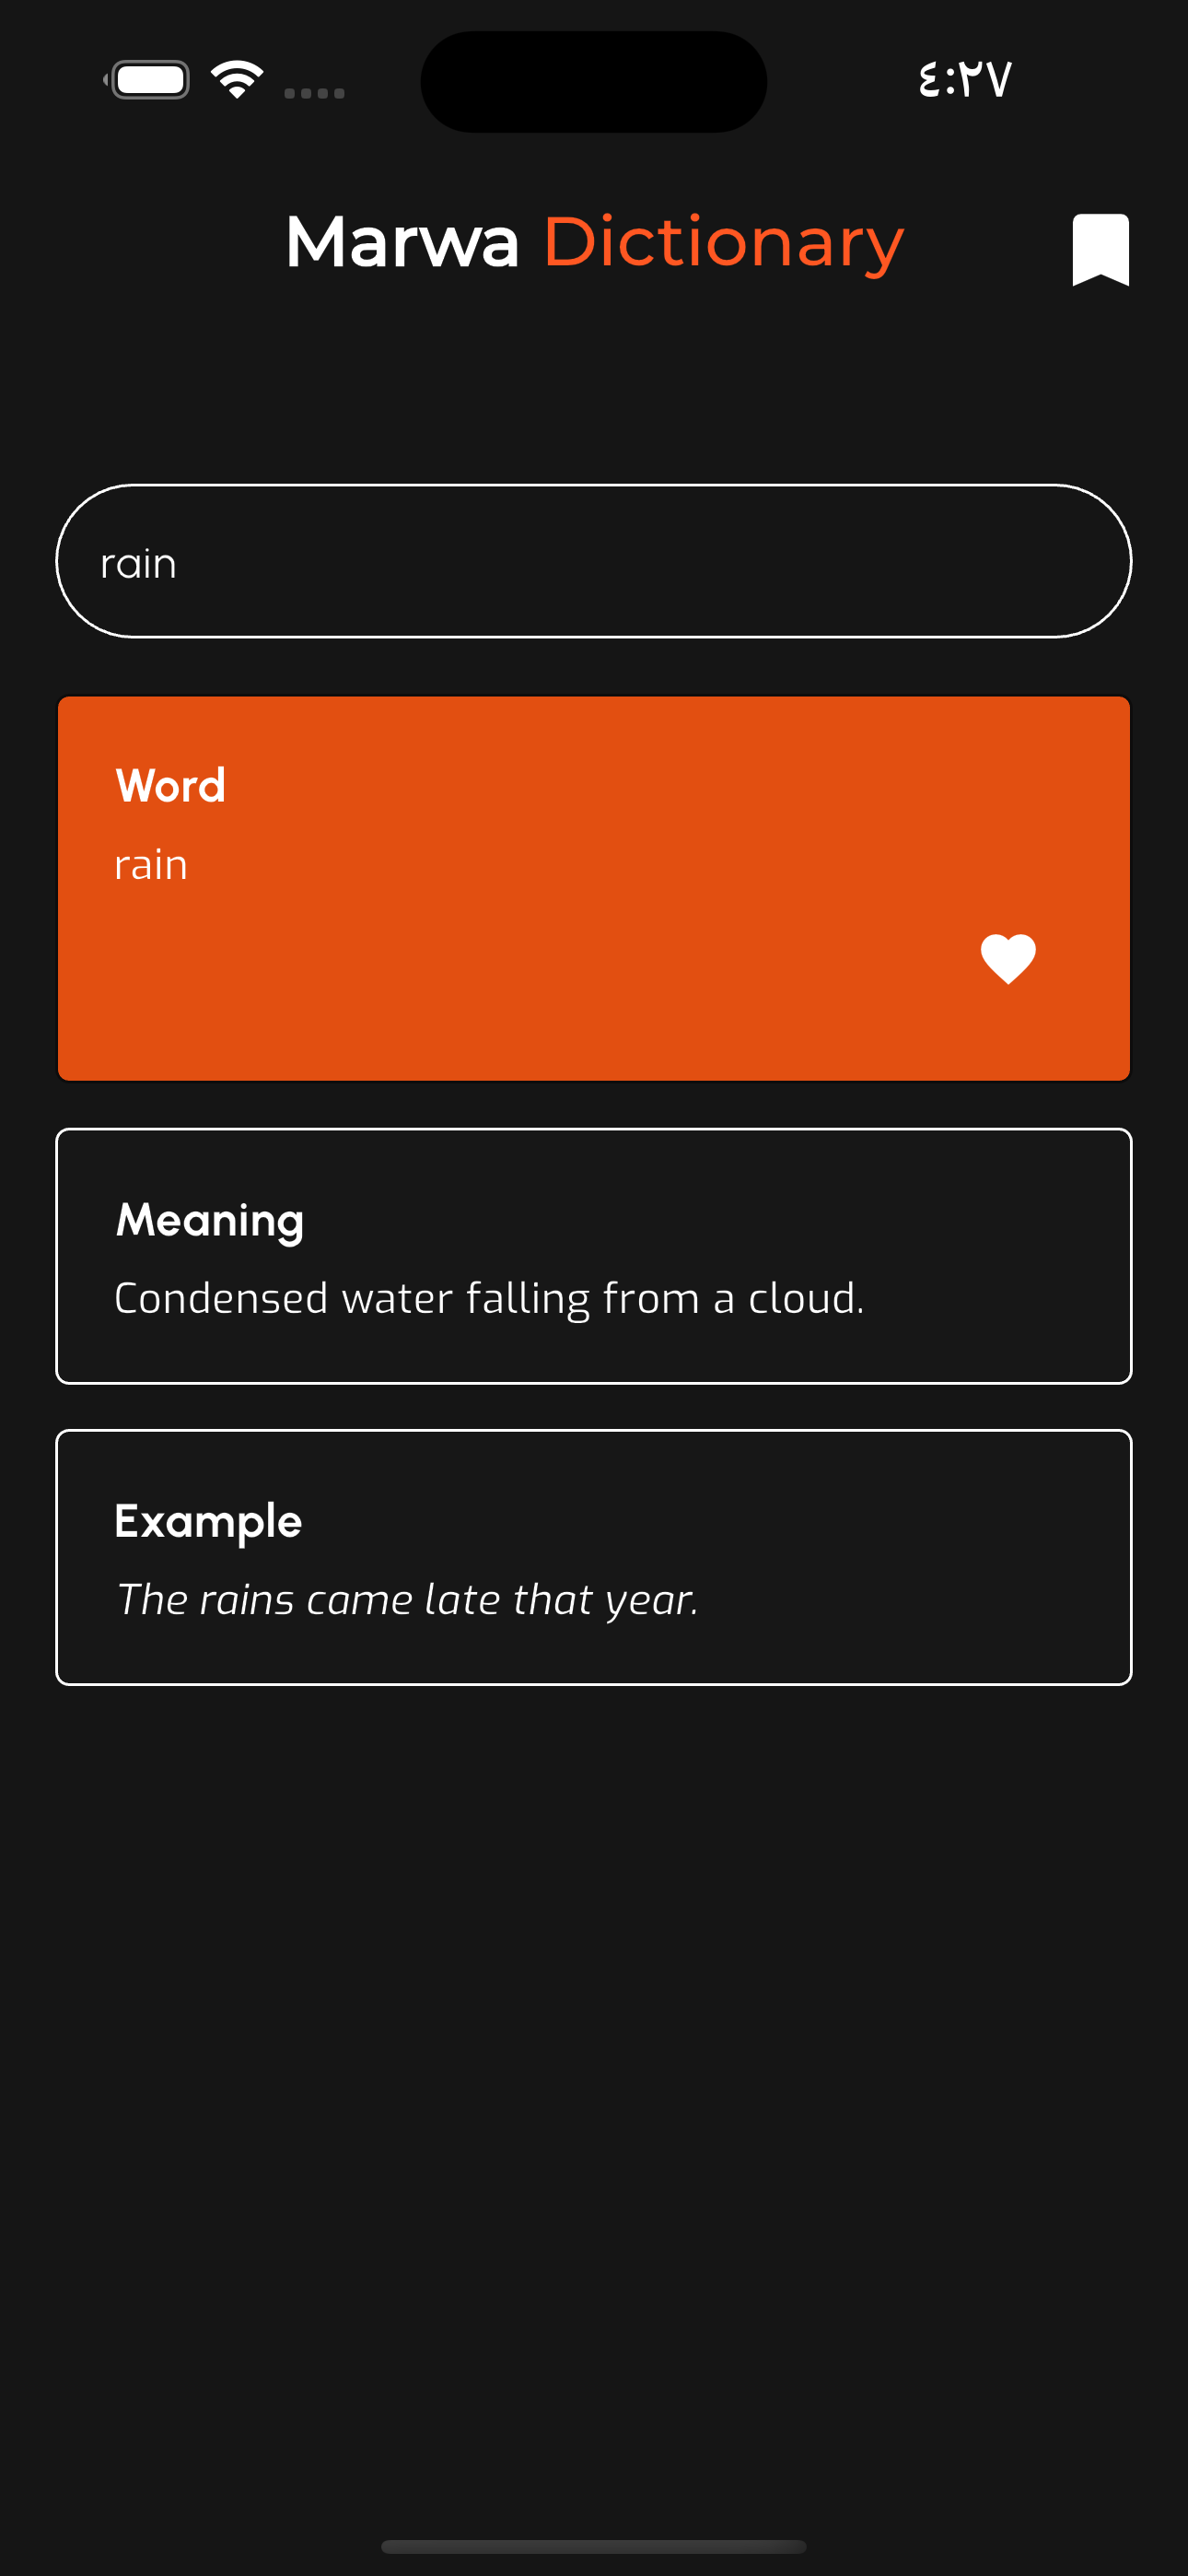 ٤:٢٧
Marwa Dictionary
rain
Word
rain
Meaning
Condensed water falling from a cloud.
Example
The rains came late that year.